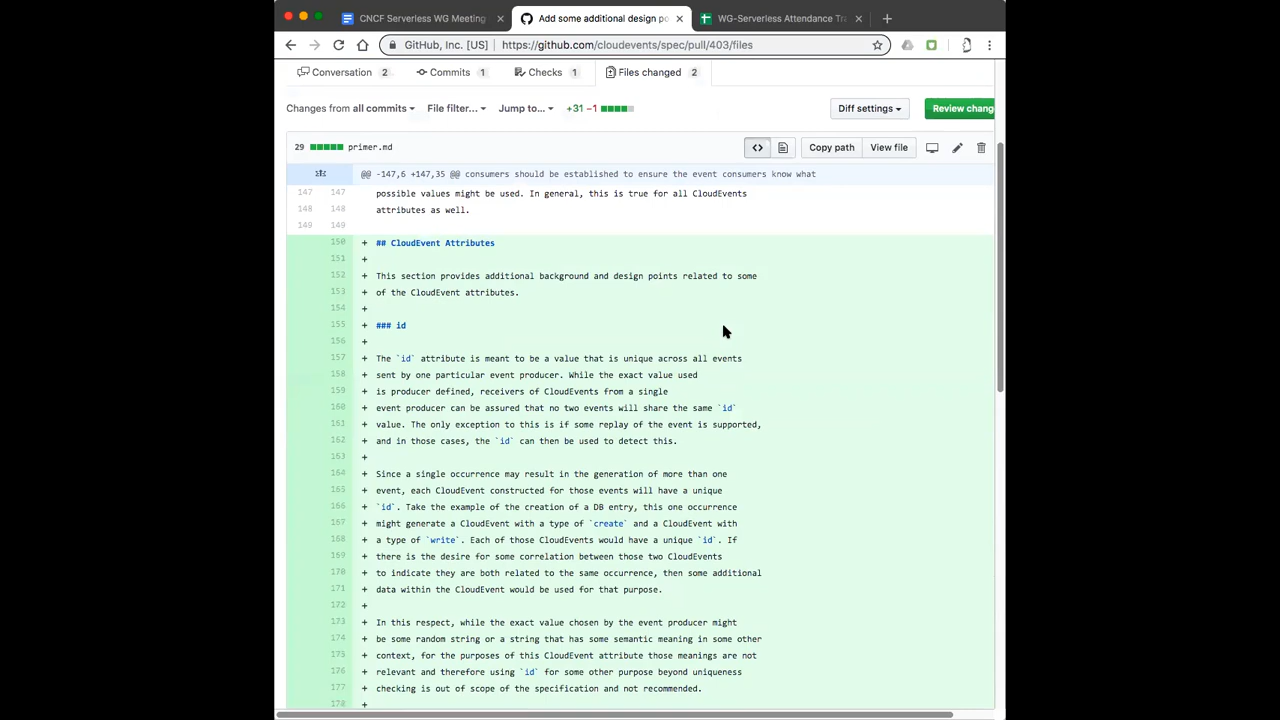 CNCF Serverless WG Meeting
Add some additional design po
WG-Serverless Attendance Tra
GitHub, Inc. [US] https://github.com/cloudevents/spec/pull/403/files
Conversation 2 Commits 1 Checks 1 Files changed 2
Changes from all commits File filter... Jump to... +31 −1 Diff settings Review chang
29 primer.md Copy path View file
@@ -147,6 +147,35 @@ consumers should be established to ensure the event consumers know what
147 147 possible values might be used. In general, this is true for all CloudEvents
148 148 attributes as well.
149 149
150 + ## CloudEvent Attributes
151 +
152 + This section provides additional background and design points related to some
153 + of the CloudEvent attributes.
154 +
155 + ### id
156 +
157 + The `id` attribute is meant to be a value that is unique across all events
158 + sent by one particular event producer. While the exact value used
159 + is producer defined, receivers of CloudEvents from a single
160 + event producer can be assured that no two events will share the same `id`
161 + value. The only exception to this is if some replay of the event is supported,
162 + and in those cases, the `id` can then be used to detect this.
163 +
164 + Since a single occurrence may result in the generation of more than one
165 + event, each CloudEvent constructed for those events will have a unique
166 + `id`. Take the example of the creation of a DB entry, this one occurrence
167 + might generate a CloudEvent with a type of `create` and a CloudEvent with
168 + a type of `write`. Each of those CloudEvents would have a unique `id`. If
169 + there is the desire for some correlation between those two CloudEvents
170 + to indicate they are both related to the same occurrence, then some additional
171 + data within the CloudEvent would be used for that purpose.
172 +
173 + In this respect, while the exact value chosen by the event producer might
174 + be some random string or a string that has some semantic meaning in some other
175 + context, for the purposes of this CloudEvent attribute those meanings are not
176 + relevant and therefore using `id` for some other purpose beyond uniqueness
177 + checking is out of scope of the specification and not recommended.
178 +